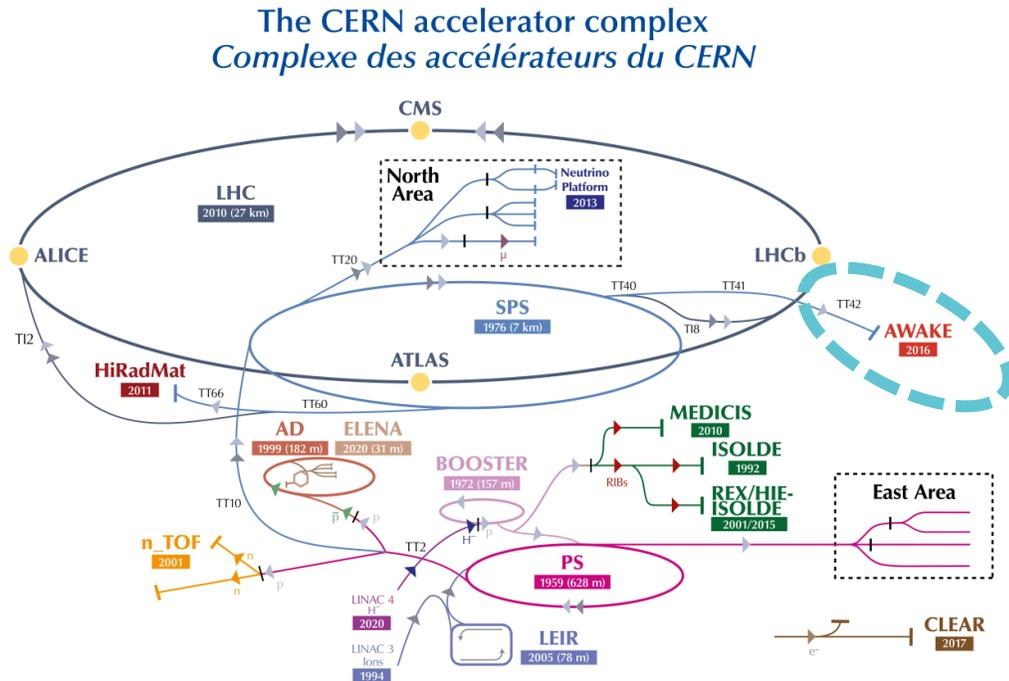 The CERN accelerator complex
Complexe des accélérateurs du CERN
CMS
North
Area
Neutrino
Platform
2013
LHC
2010 (27 km)
μ
ALICE
LHCb
TT20
TT40
TT41
TT42
SPS
1976 (7 km)
TI8
AWAKE
2016
TI2
ATLAS
HiRadMat
2011
TT66
TT60
AD
1999 (182 m)
ELENA
2020 (31 m)
MEDICIS
2010
BOOSTER
1972 (157 m)
ISOLDE
1992
RIBs
REX/HIE-
ISOLDE
2001/2015
East Area
TT10
p̅
p
H⁻
p
TT2
n_TOF
2001
n
n
p
PS
1959 (628 m)
LINAC 4
H⁻
2020
LINAC 3
Ions
1994
LEIR
2005 (78 m)
CLEAR
2017
e⁻